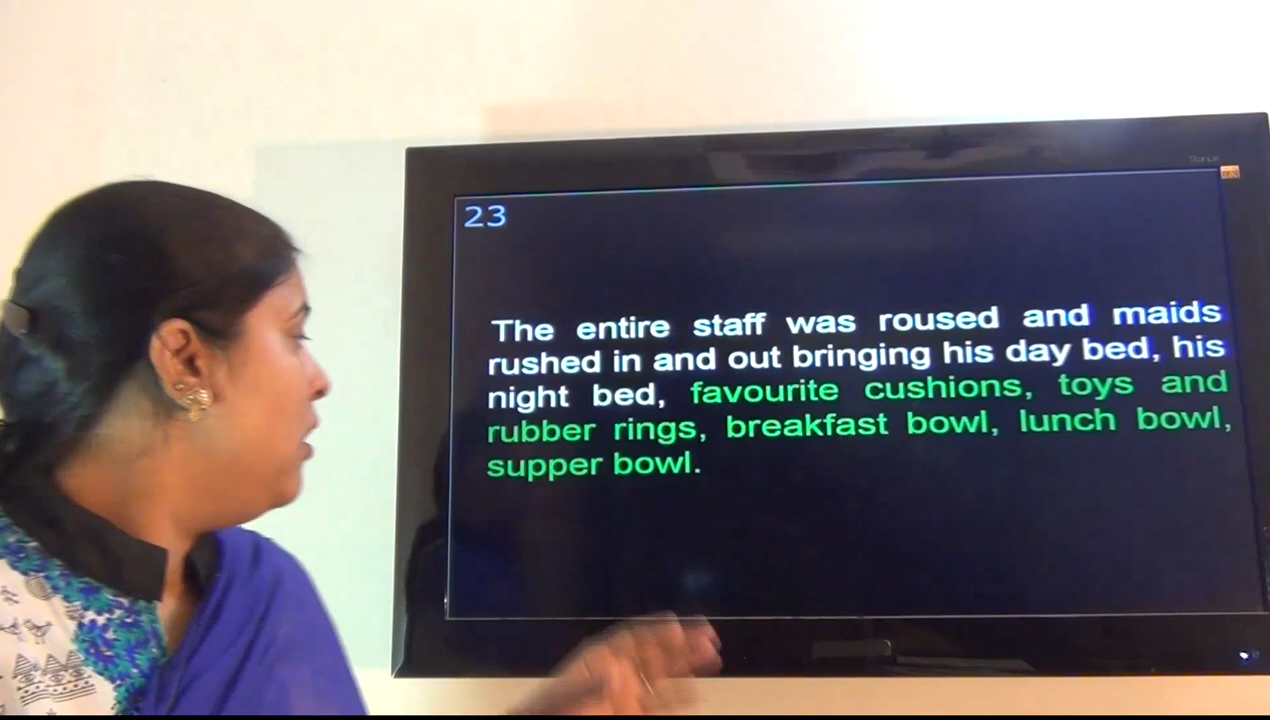 23
The entire staff was roused and maids
rushed in and out bringing his day bed, his
night bed, favourite cushions, toys and
rubber rings, breakfast bowl, lunch bowl,
supper bowl.